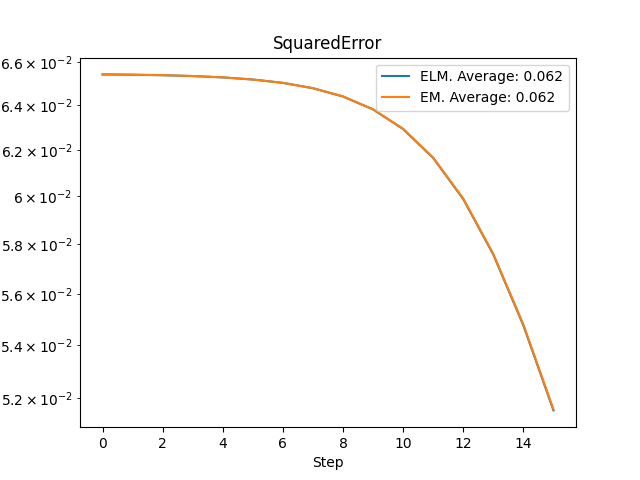 SquaredError
6.6 × 10⁻²
6.4 × 10⁻²
6.2 × 10⁻²
6 × 10⁻²
5.8 × 10⁻²
5.6 × 10⁻²
5.4 × 10⁻²
5.2 × 10⁻²
ELM. Average: 0.062
EM. Average: 0.062
0 2 4 6 8 10 12 14
Step